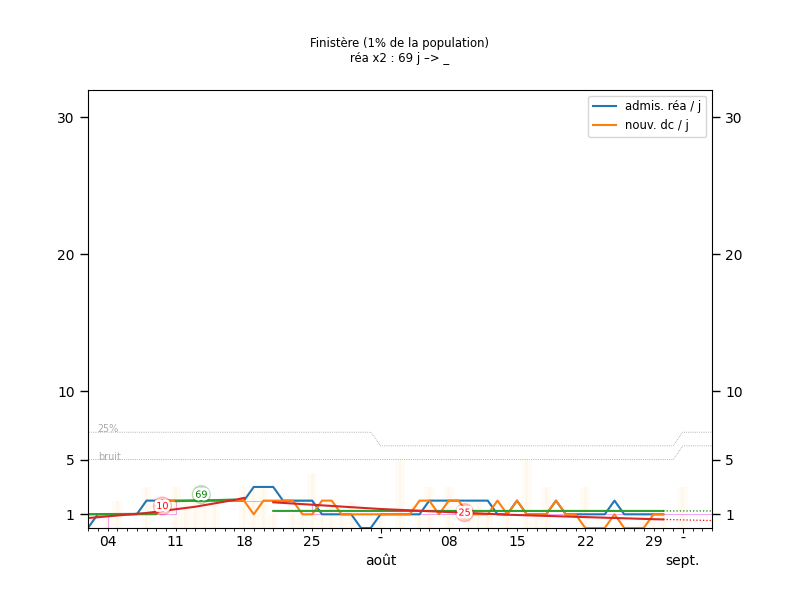 Finistère (1% de la population)
réa x2 : 69 j –> _
admis. réa / j
nouv. dc / j
30 30
20 20
10 10
25%
5 bruit 5
69
10
25
1 1
04 11 18 25 - 08 15 22 29 -
août sept.